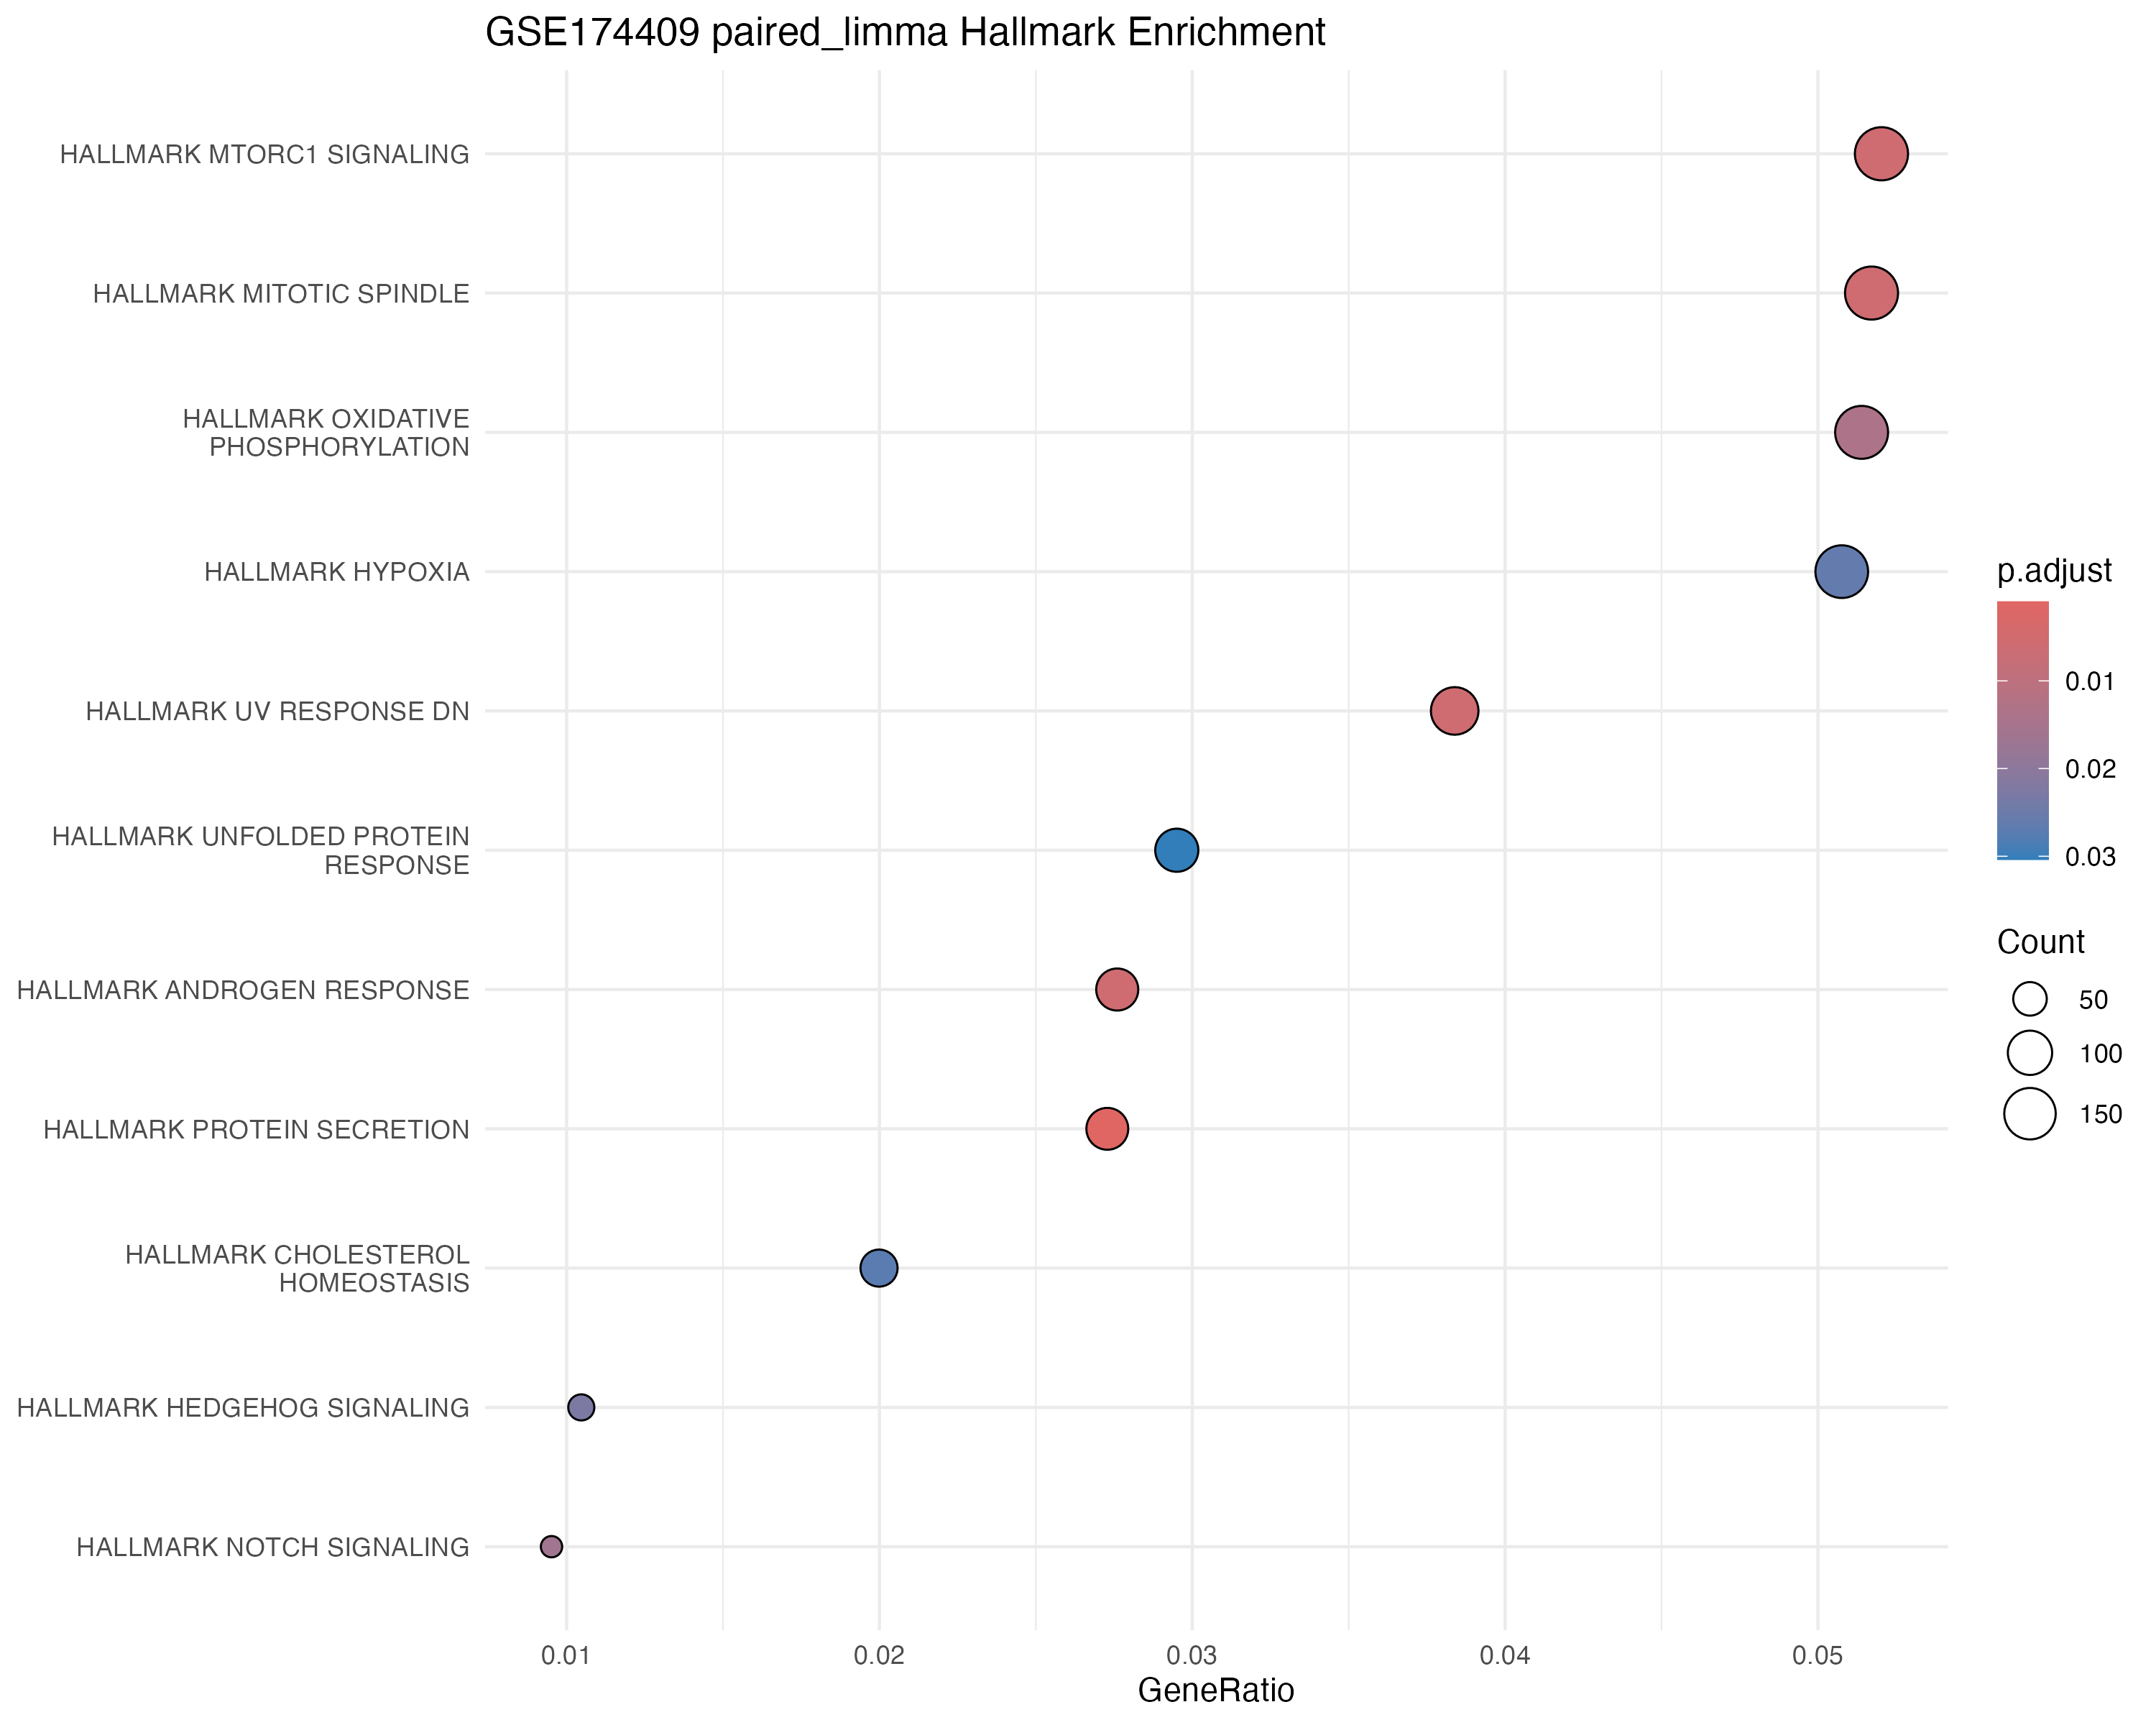 GSE174409 paired_limma Hallmark Enrichment
HALLMARK MTORC1 SIGNALING
HALLMARK MITOTIC SPINDLE
HALLMARK OXIDATIVE
PHOSPHORYLATION
HALLMARK HYPOXIA
HALLMARK UV RESPONSE DN
HALLMARK UNFOLDED PROTEIN
RESPONSE
HALLMARK ANDROGEN RESPONSE
HALLMARK PROTEIN SECRETION
HALLMARK CHOLESTEROL
HOMEOSTASIS
HALLMARK HEDGEHOG SIGNALING
HALLMARK NOTCH SIGNALING
0.01 0.02 0.03 0.04 0.05
GeneRatio
p.adjust
0.01
0.02
0.03
Count
50
100
150